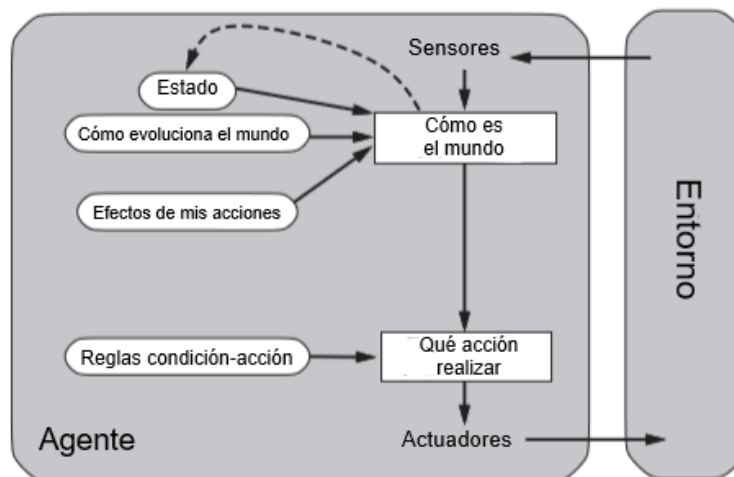 Sensores
Estado
Cómo evoluciona el mundo
Cómo es
el mundo
Efectos de mis acciones
Entorno
Reglas condición-acción
Qué acción
realizar
Agente
Actuadores